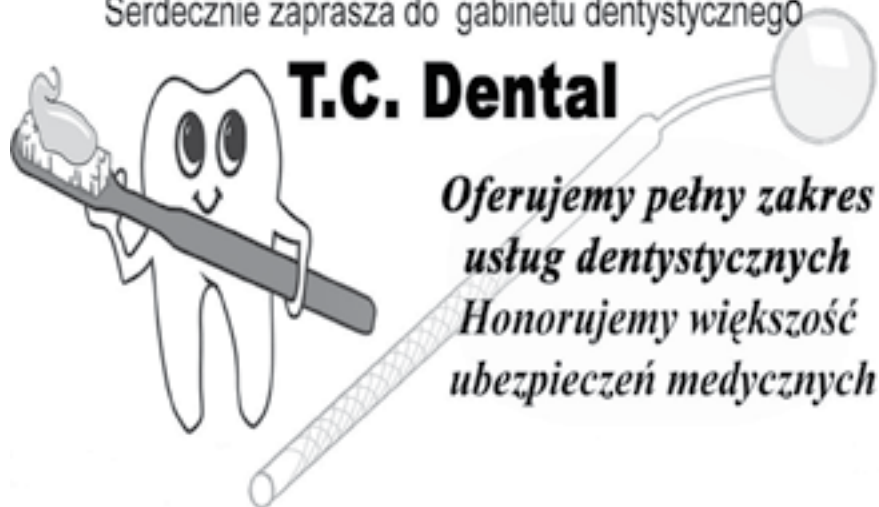 Serdecznie zaprasza do gabinetu dentystycznego
T.C. Dental
Oferujemy pełny zakres
usług dentystycznych
Honorujemy większość
ubezpieczeń medycznych